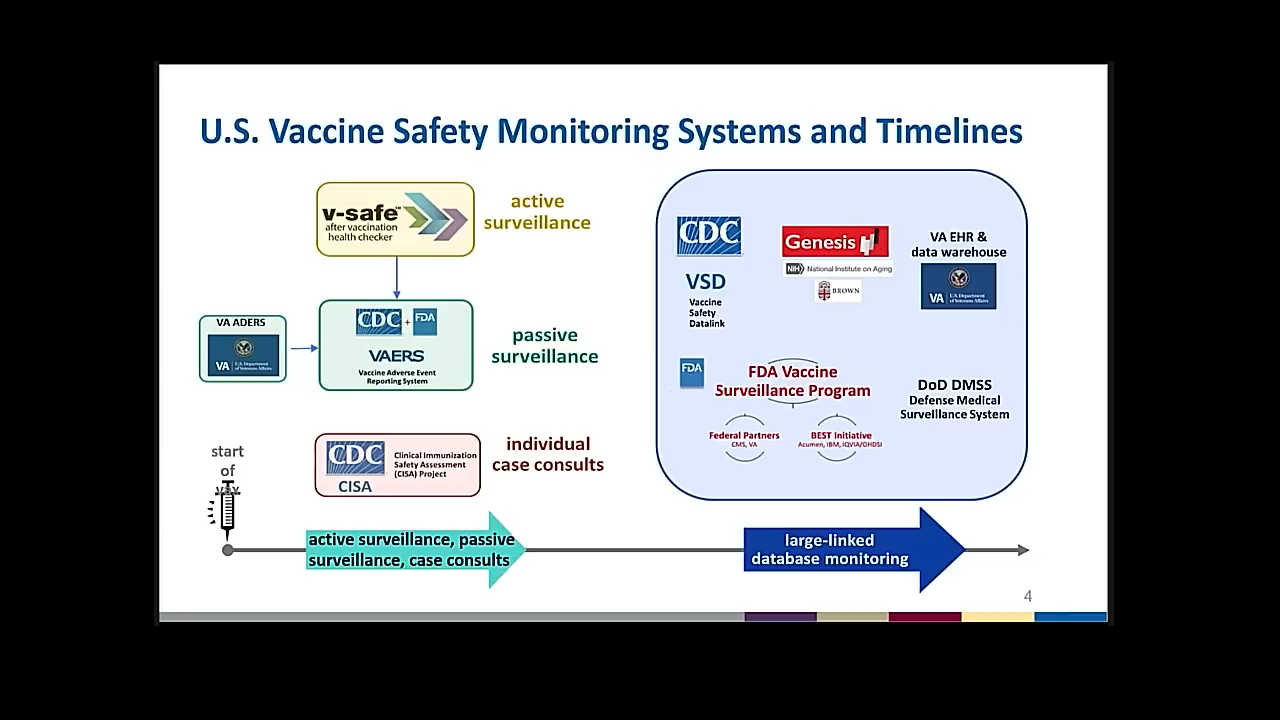 U.S. Vaccine Safety Monitoring Systems and Timelines
v-safe™
after vaccination
health checker
active
surveillance
VA ADERS
VA
U.S. Department
of Veterans Affairs
CDC + FDA
VAERS
Vaccine Adverse Event
Reporting System
passive
surveillance
CDC
CISA
Clinical Immunization
Safety Assessment
(CISA) Project
individual
case consults
CDC
VSD
Vaccine
Safety
Datalink
Genesis
NIH National Institute on Aging
BROWN
VA EHR &
data warehouse
VA
U.S. Department
of Veterans Affairs
FDA
FDA Vaccine
Surveillance Program
Federal Partners
CMS, VA
BEST Initiative
Acumen, IBM, IQVIA/OHDSI
DoD DMSS
Defense Medical
Surveillance System
start
of
vax
active surveillance, passive
surveillance, case consults
large-linked
database monitoring
4